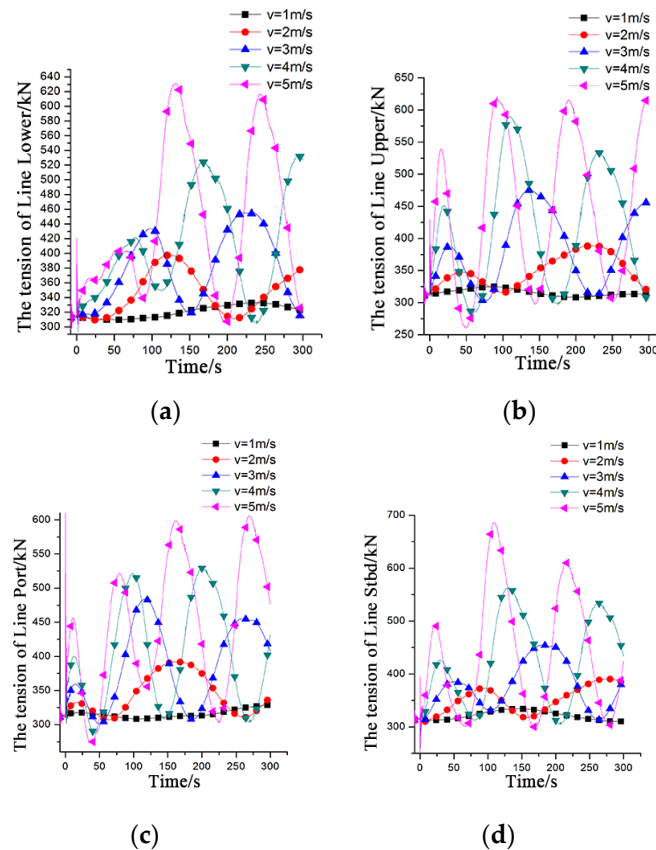 v=1m/s
v=2m/s
v=3m/s
v=4m/s
v=5m/s
The tension of Line Lower/kN
640
620
600
580
560
540
520
500
480
460
440
420
400
380
360
340
320
300
0 50 100 150 200 250 300
Time/s
(a)
v=1m/s
v=2m/s
v=3m/s
v=4m/s
v=5m/s
The tension of Line Upper/kN
650
600
550
500
450
400
350
300
250
0 50 100 150 200 250 300
Time/s
(b)
v=1m/s
v=2m/s
v=3m/s
v=4m/s
v=5m/s
The tension of Line Port/kN
600
550
500
450
400
350
300
0 50 100 150 200 250 300
Time/s
(c)
v=1m/s
v=2m/s
v=3m/s
v=4m/s
v=5m/s
The tension of Line Stbd/kN
700
600
500
400
300
0 50 100 150 200 250 300
Time/s
(d)